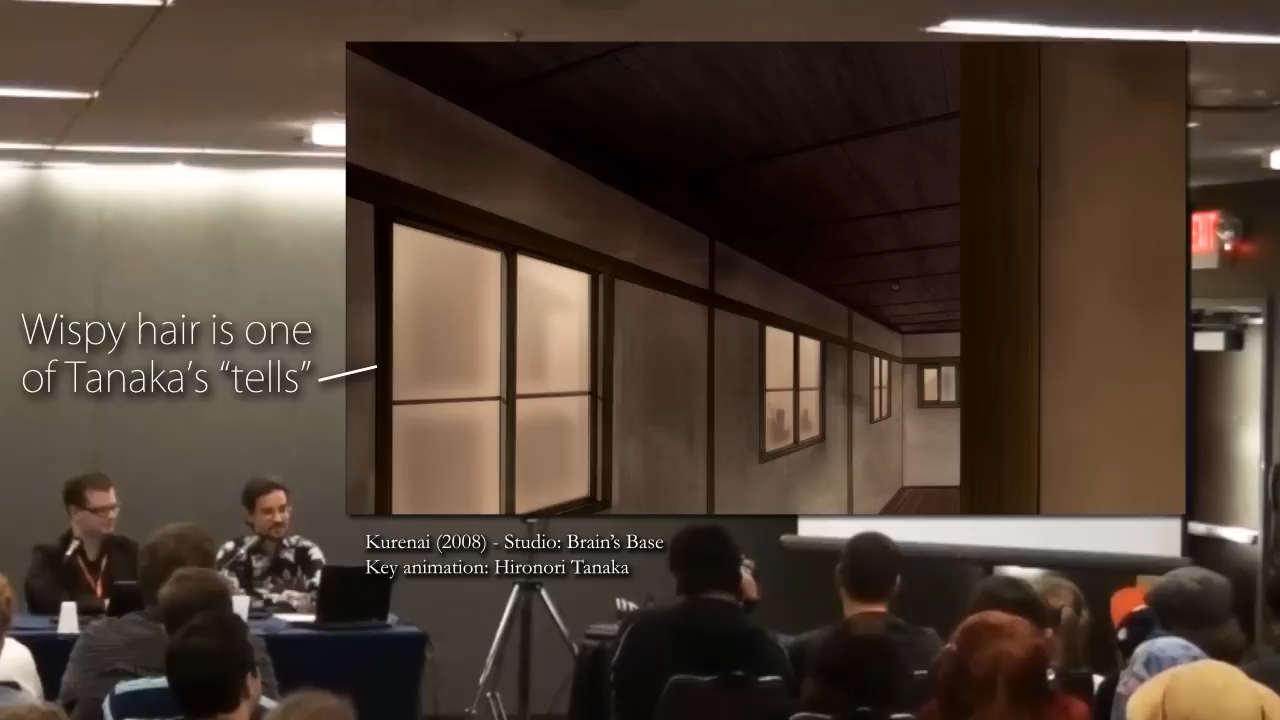 Wispy hair is one
of Tanaka's “tells”
Kurenai (2008) - Studio: Brain's Base
Key animation: Hironori Tanaka